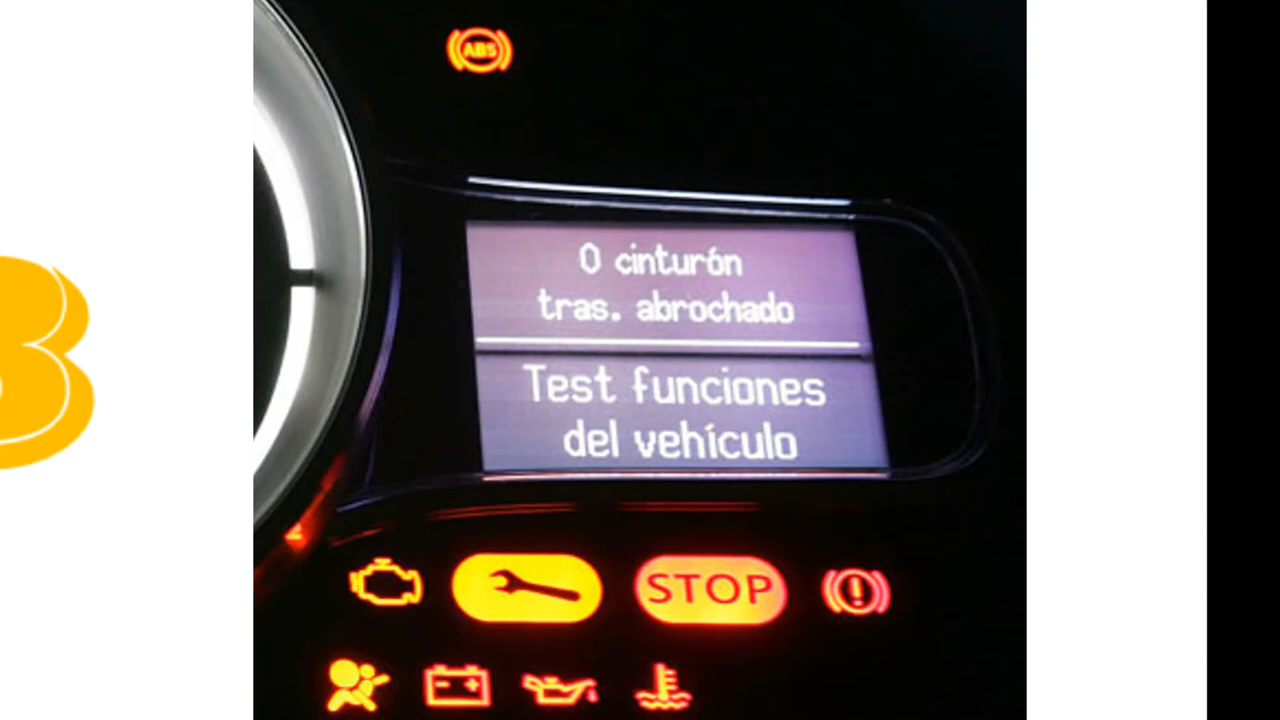 ABS
0 cinturón
tras. abrochado
Test funciones
del vehículo
STOP